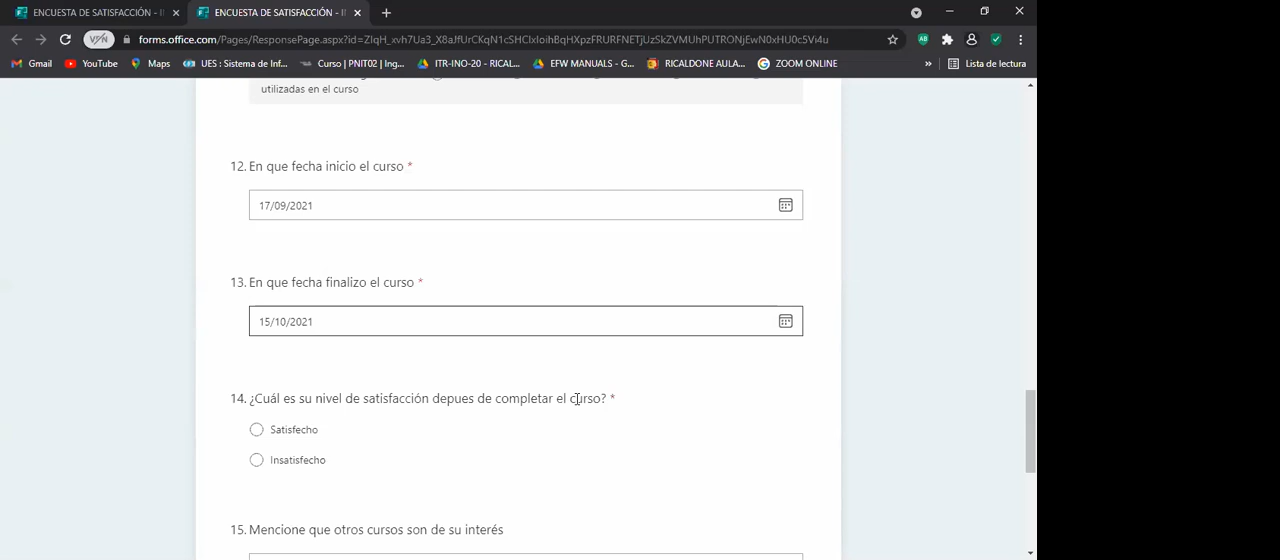 ENCUESTA DE SATISFACCIÓN - II
ENCUESTA DE SATISFACCIÓN - II
VPN
forms.office.com/Pages/ResponsePage.aspx?id=ZIqH_xvh7Ua3_X8aJfUrCKqN1cSHClxIoihBqHXpzFRURFNETjUzSkZVMUhPUTRONjEwN0xHU0c5Vi4u
Gmail
YouTube
Maps
UES : Sistema de Inf...
Curso | PNIT02 | Ing...
ITR-INO-20 - RICAL...
EFW MANUALS - G...
RICALDONE AULA...
ZOOM ONLINE
»
Lista de lectura
utilizadas en el curso
12. En que fecha inicio el curso *
17/09/2021
13. En que fecha finalizo el curso *
15/10/2021
14. ¿Cuál es su nivel de satisfacción depues de completar el curso? *
Satisfecho
Insatisfecho
15. Mencione que otros cursos son de su interés